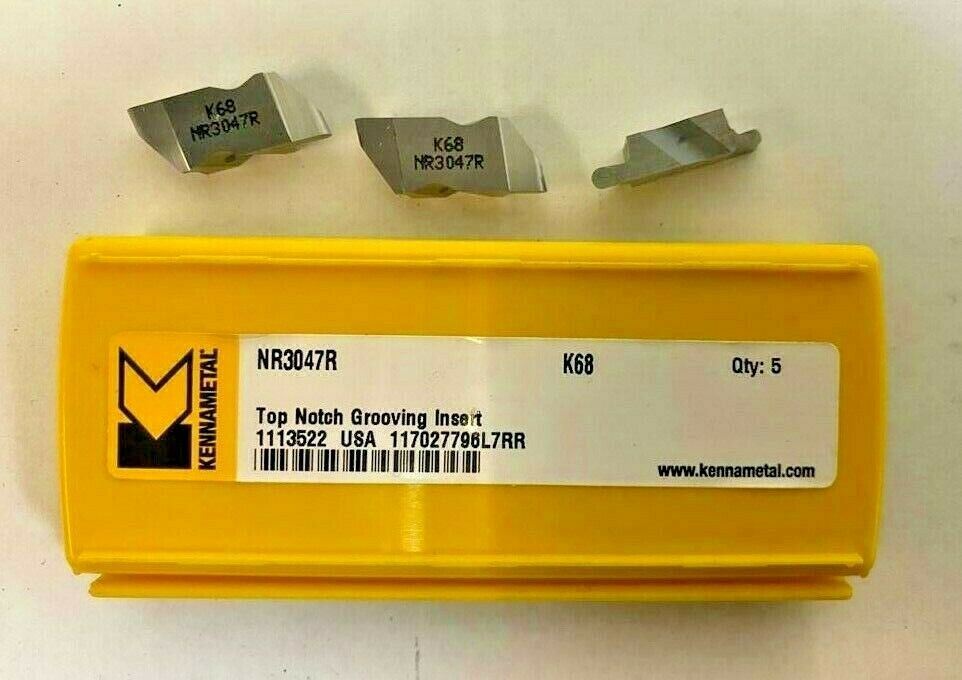 K68
NR3047R
K68
NR3047R
KENNAMETAL®
NR3047R K68 Qty: 5
Top Notch Grooving Insert
1113522 USA 117027796L7RR
www.kennametal.com